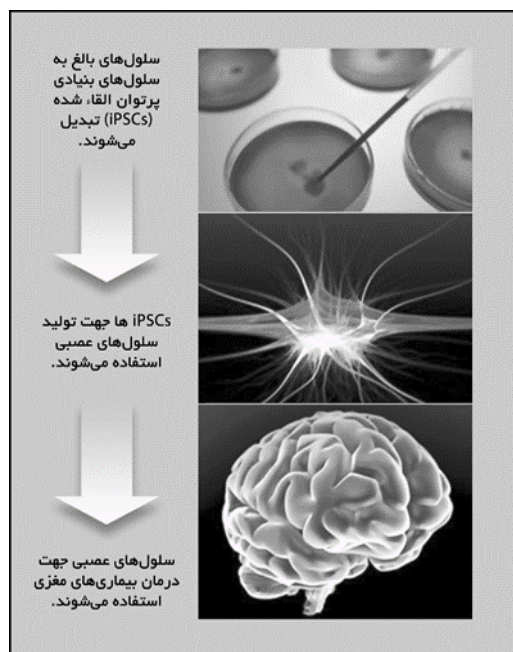 سلول‌های بالغ به
سلول‌های بنیادی
پرتوان القاء شده
(iPSCs) تبدیل
می‌شوند.
iPSCs ها جهت تولید
سلول‌های عصبی
استفاده می‌شوند.
سلول‌های عصبی جهت
درمان بیماری‌های مغزی
استفاده می‌شوند.